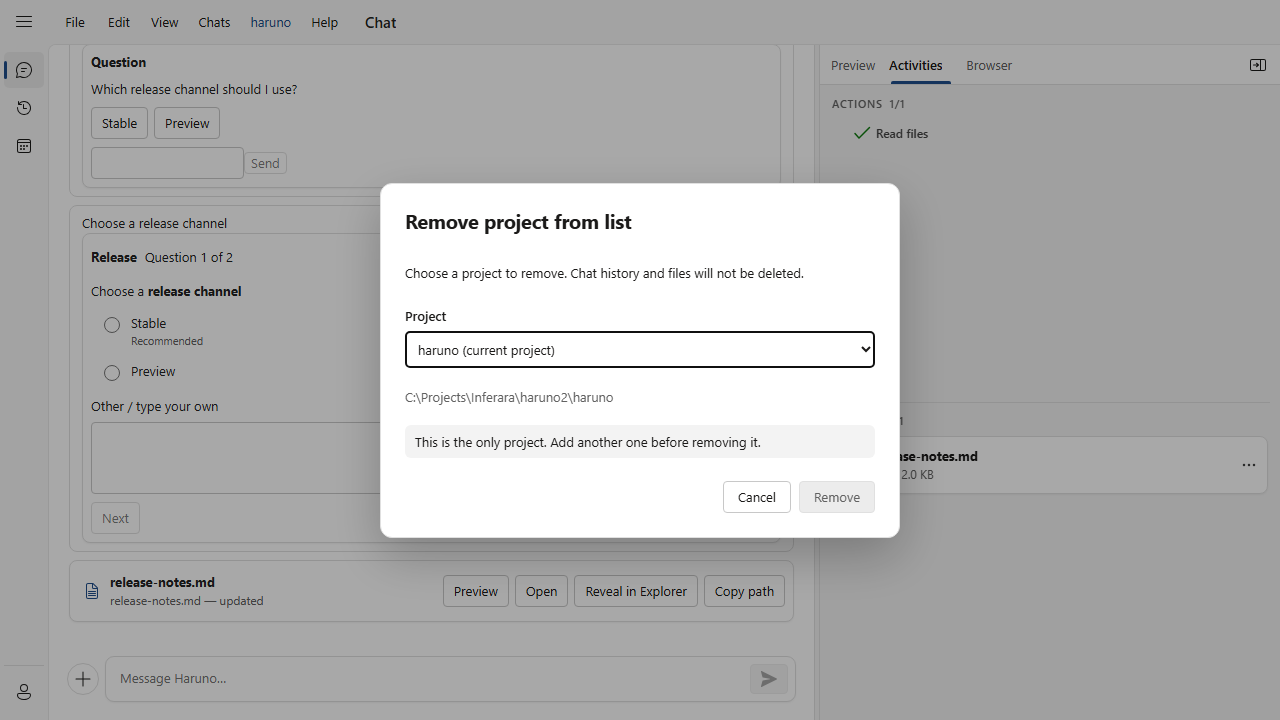 File Edit View Chats haruno Help Chat
Question
Which release channel should I use?
Stable Preview
Send
Choose a release channel
Release Question 1 of 2
Choose a release channel
Stable
Recommended
Preview
Other / type your own
Next
release-notes.md
release-notes.md — updated
Preview Open Reveal in Explorer Copy path
Message Haruno...
Remove project from list
Choose a project to remove. Chat history and files will not be deleted.
Project
haruno (current project)
C:\Projects\Inferara\haruno2\haruno
This is the only project. Add another one before removing it.
Cancel Remove
Preview Activities Browser
ACTIONS 1/1
Read files
ase-notes.md
2.0 KB